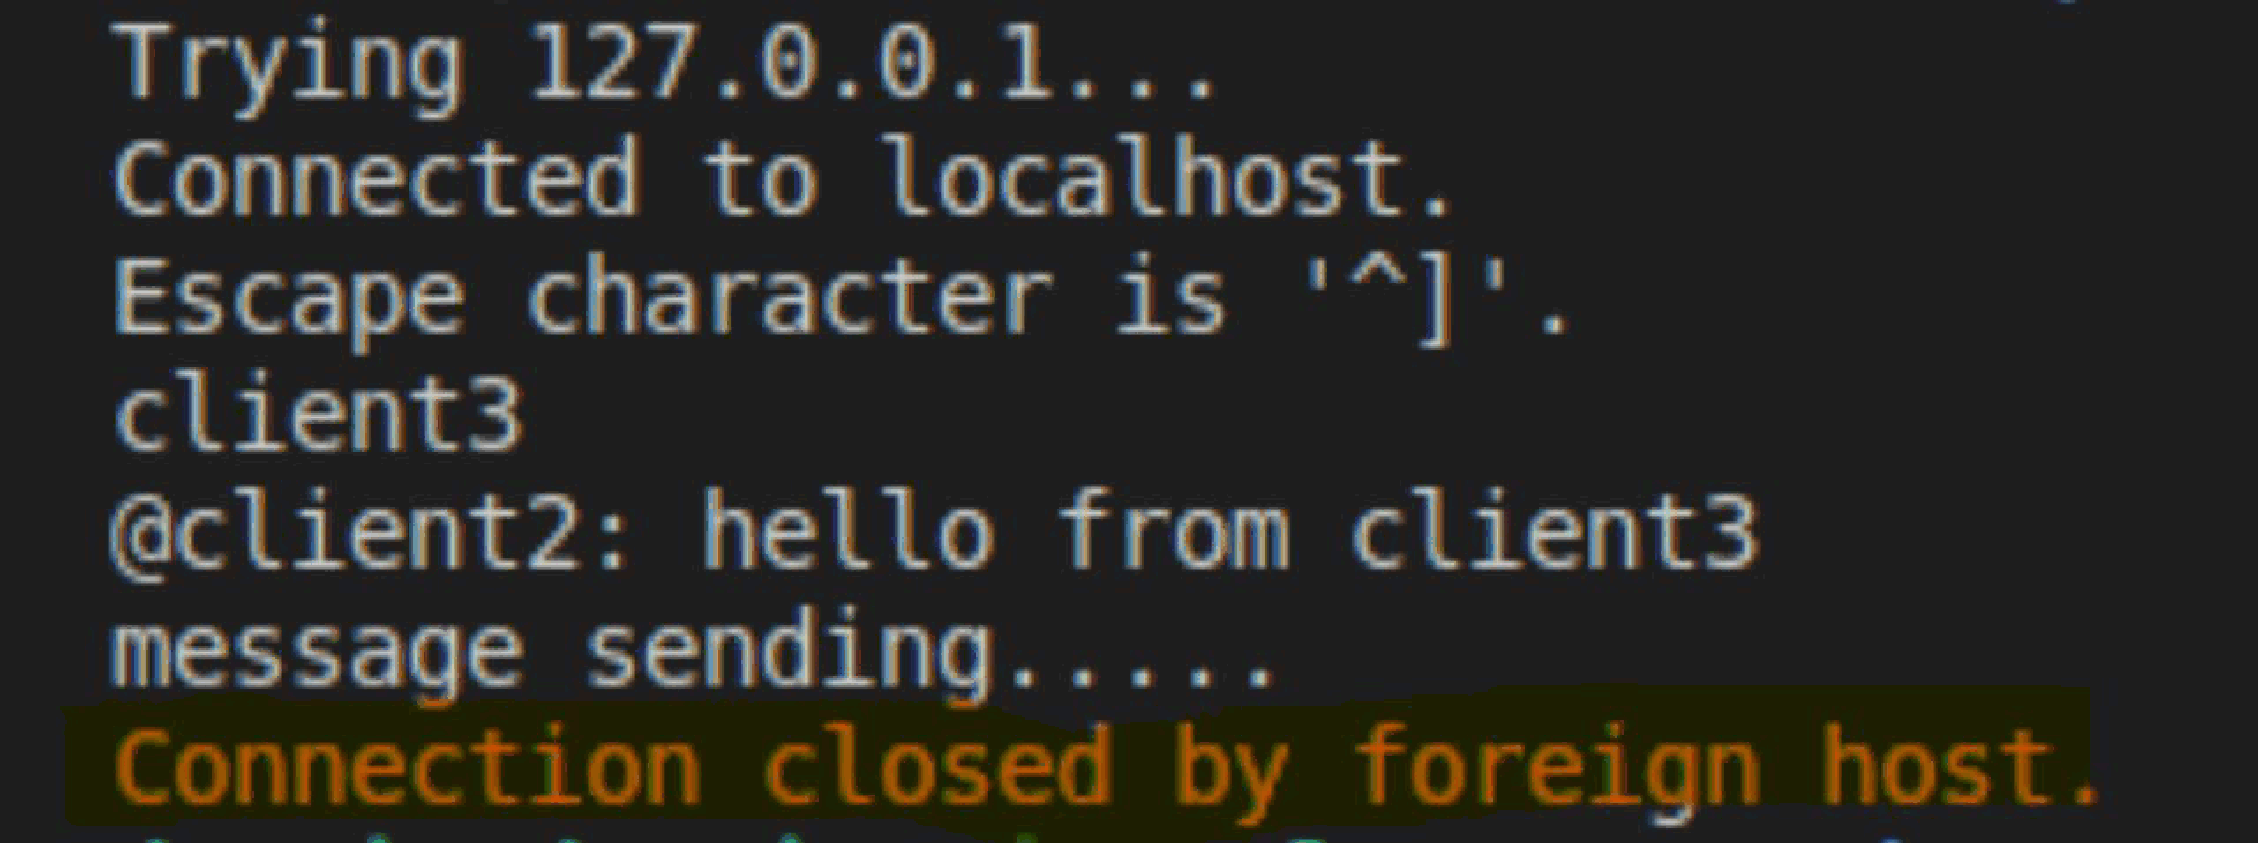 Trying 127.0.0.1...
Connected to localhost.
Escape character is '^]'.
client3
@client2: hello from client3
message sending.....
Connection closed by foreign host.